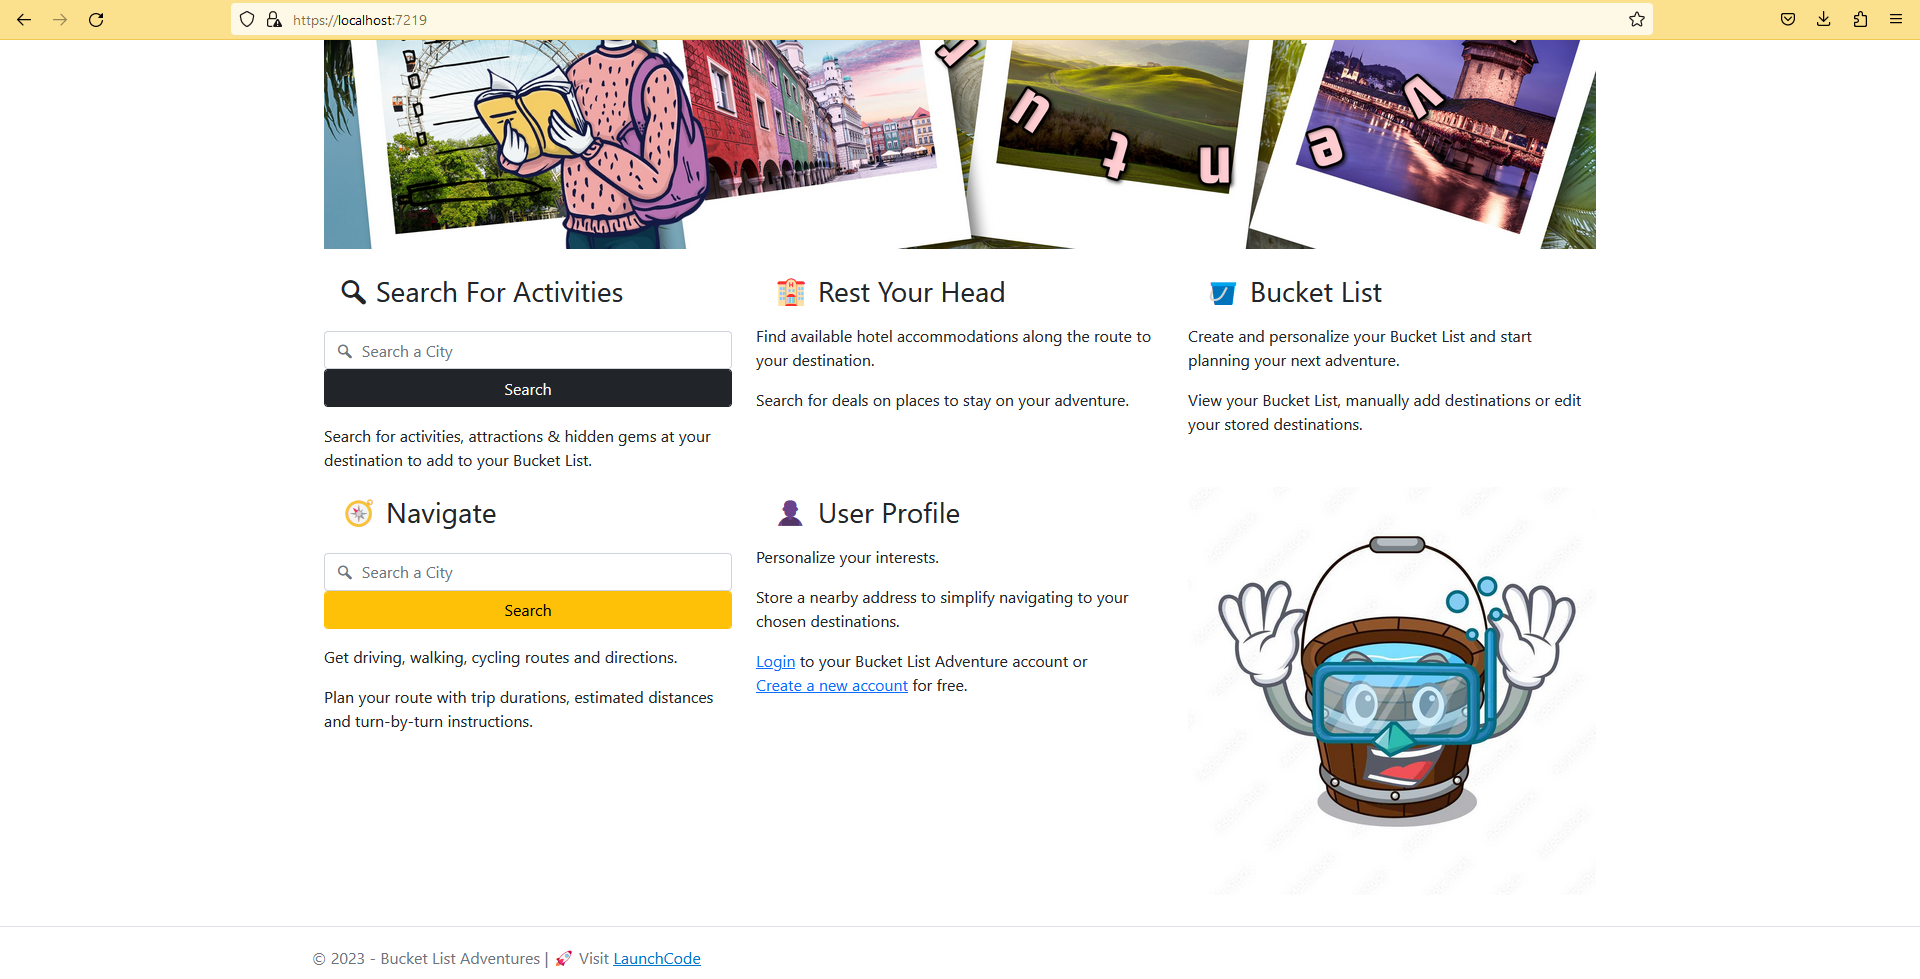 https://localhost:7219
r
u
t
n
e
v
Search For Activities
Search a City
Search
Search for activities, attractions & hidden gems at your
destination to add to your Bucket List.
Rest Your Head
Find available hotel accommodations along the route to
your destination.
Search for deals on places to stay on your adventure.
Bucket List
Create and personalize your Bucket List and start
planning your next adventure.
View your Bucket List, manually add destinations or edit
your stored destinations.
Navigate
Search a City
Search
Get driving, walking, cycling routes and directions.
Plan your route with trip durations, estimated distances
and turn-by-turn instructions.
User Profile
Personalize your interests.
Store a nearby address to simplify navigating to your
chosen destinations.
Login to your Bucket List Adventure account or
Create a new account for free.
© 2023 - Bucket List Adventures | 🚀 Visit LaunchCode